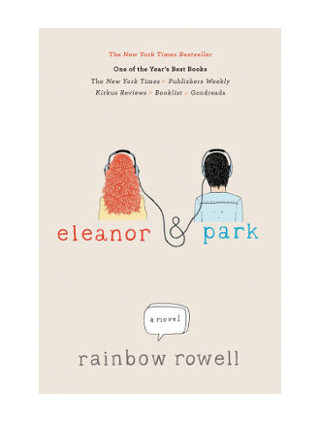 The New York Times Bestseller
One of the Year's Best Books
The New York Times • Publishers Weekly
Kirkus Reviews • Booklist • Goodreads
eleanor & park
a novel
rainbow rowell